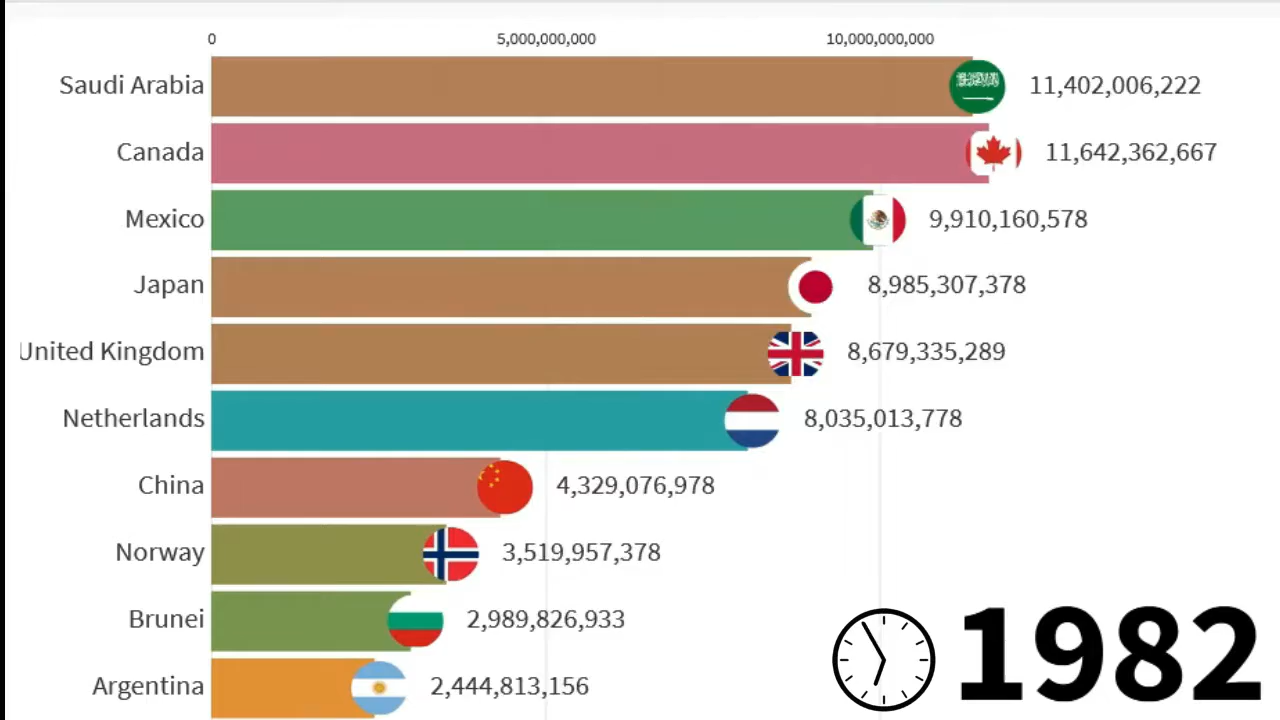 0 5,000,000,000 10,000,000,000
Saudi Arabia 11,402,006,222
Canada 11,642,362,667
Mexico 9,910,160,578
Japan 8,985,307,378
United Kingdom 8,679,335,289
Netherlands 8,035,013,778
China 4,329,076,978
Norway 3,519,957,378
Brunei 2,989,826,933
Argentina 2,444,813,156
1982